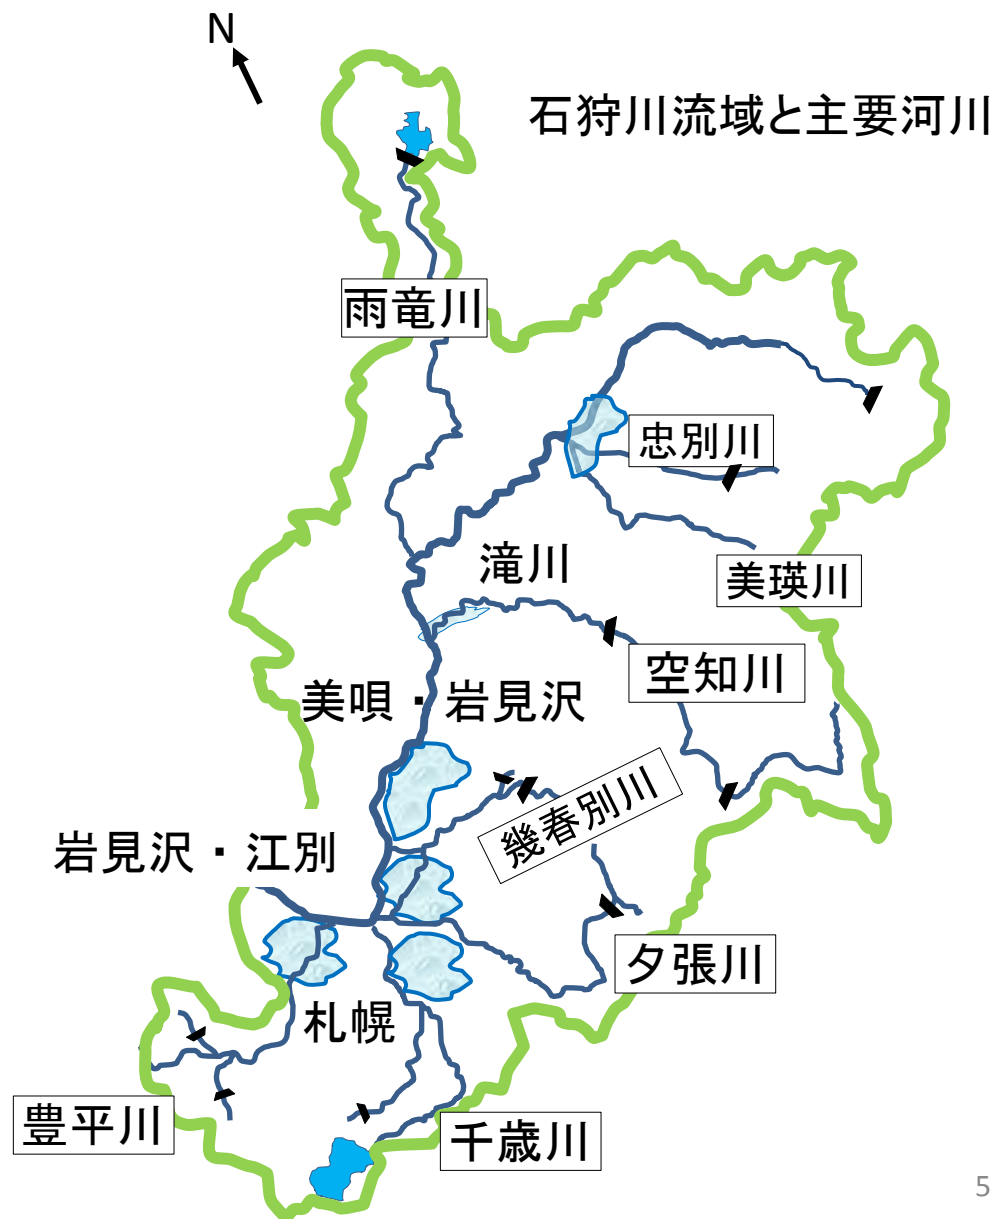 N
石狩川流域と主要河川
雨竜川
忠別川
滝川
美瑛川
空知川
美唄・岩見沢
幾春別川
岩見沢・江別
夕張川
札幌
豊平川
千歳川
5